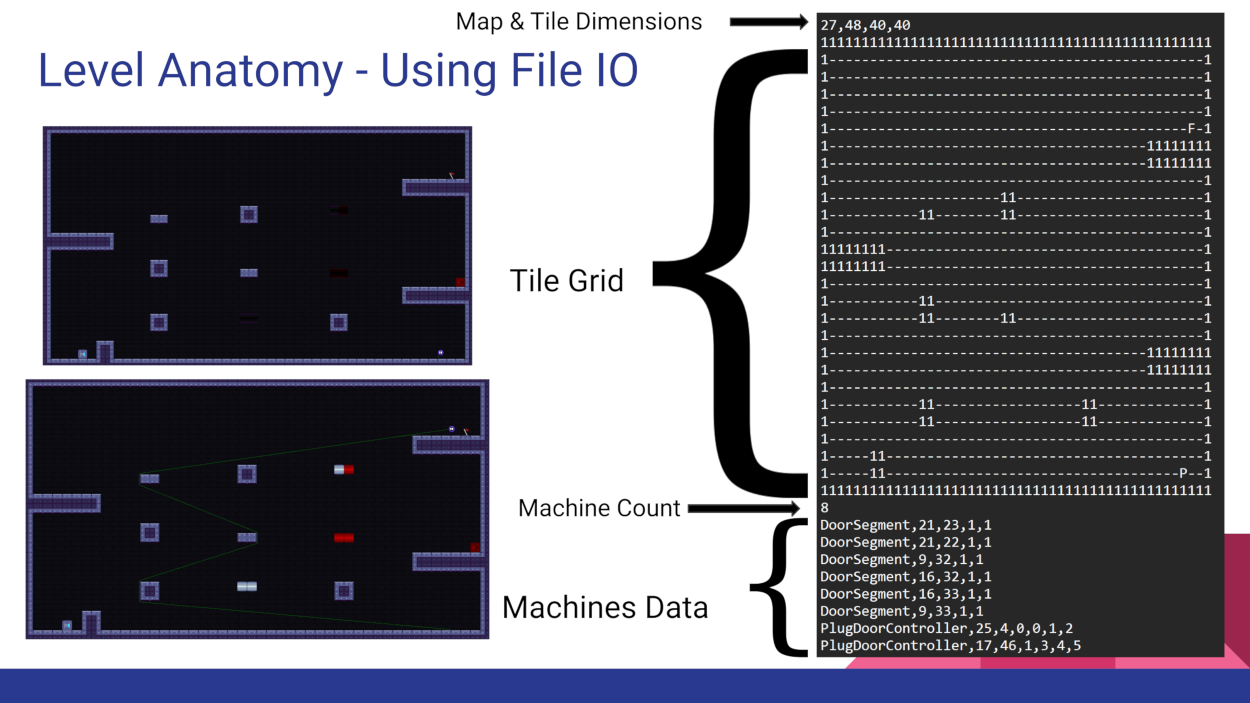 Level Anatomy - Using File IO
Map & Tile Dimensions
27,48,40,40
Tile Grid
111111111111111111111111111111111111111111111111
1----------------------------------------------1
1----------------------------------------------1
1----------------------------------------------1
1----------------------------------------------1
1--------------------------------------------F-1
1---------------------------------------11111111
1---------------------------------------11111111
1----------------------------------------------1
1---------------------11-----------------------1
1-----------11--------11-----------------------1
1----------------------------------------------1
11111111---------------------------------------1
11111111---------------------------------------1
1----------------------------------------------1
1-----------11---------------------------------1
1-----------11--------11-----------------------1
1----------------------------------------------1
1---------------------------------------11111111
1---------------------------------------11111111
1----------------------------------------------1
1-----------11------------------11-------------1
1-----------11------------------11-------------1
1----------------------------------------------1
1-----11---------------------------------------1
1-----11------------------------------------P--1
111111111111111111111111111111111111111111111111
Machine Count
8
Machines Data
DoorSegment,21,23,1,1
DoorSegment,21,22,1,1
DoorSegment,9,32,1,1
DoorSegment,16,32,1,1
DoorSegment,16,33,1,1
DoorSegment,9,33,1,1
PlugDoorController,25,4,0,0,1,2
PlugDoorController,17,46,1,3,4,5